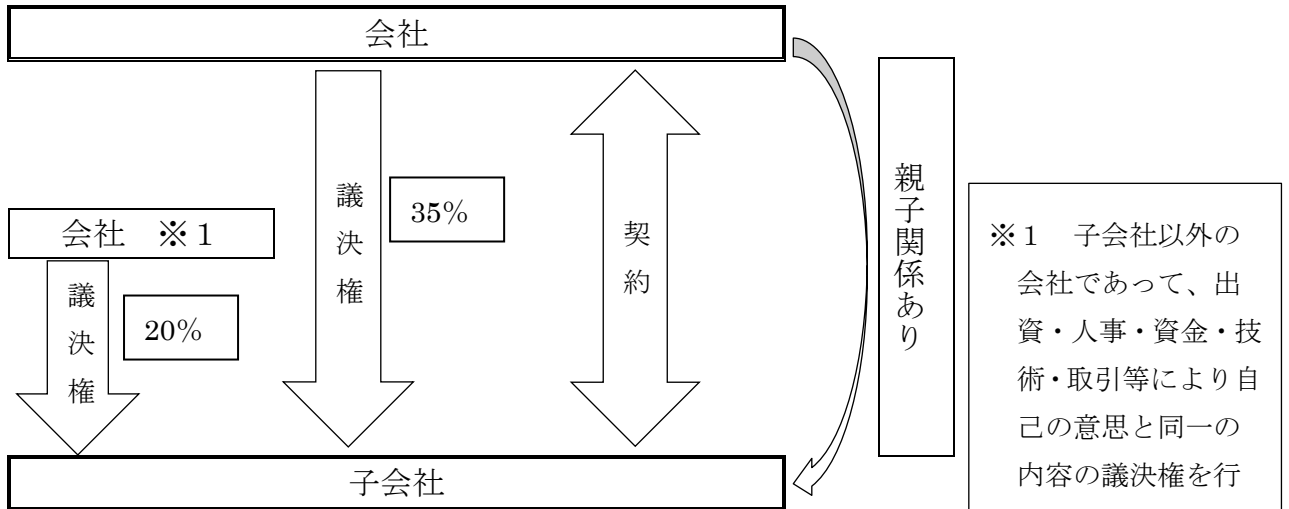 会社
会社　※１
議決権
20%
議決権
35%
契約
親子関係あり
子会社
※１　子会社以外の
会社であって、出
資・人事・資金・技
術・取引等により自
己の意思と同一の
内容の議決権を行